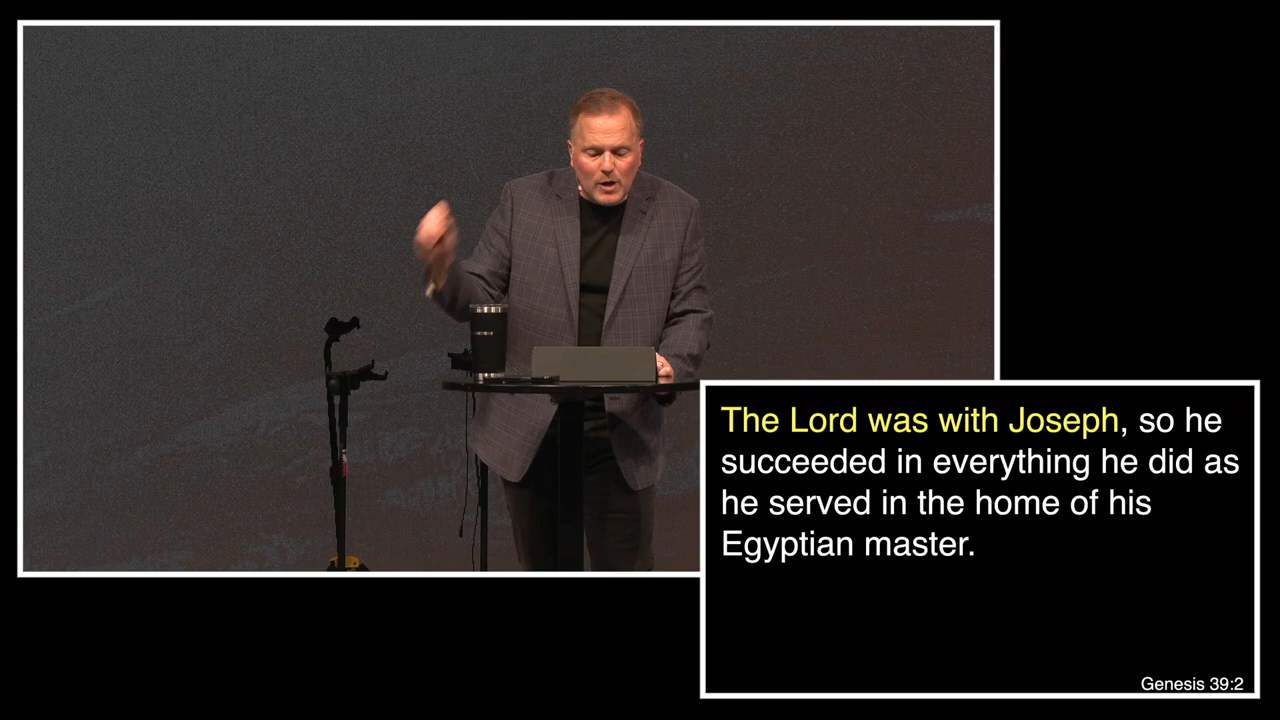 The Lord was with Joseph, so he
succeeded in everything he did as
he served in the home of his
Egyptian master.
Genesis 39:2